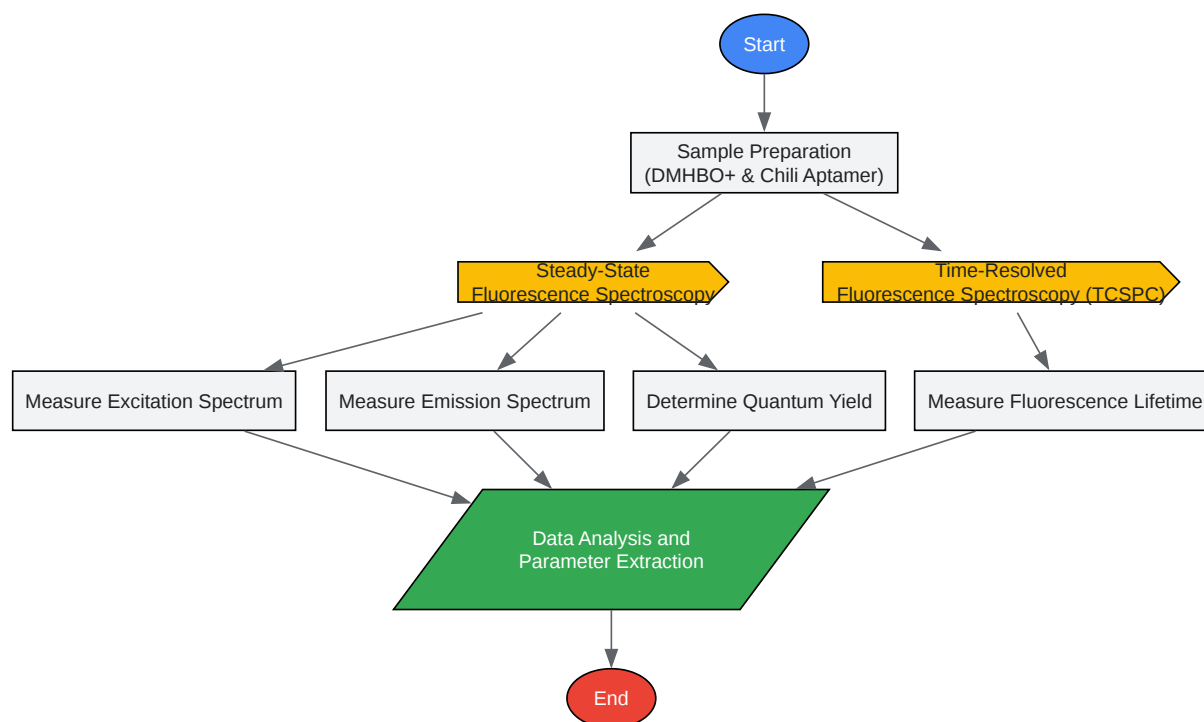 Start
Sample Preparation
(DMHBO+ & Chili Aptamer)
Steady-State
Fluorescence Spectroscopy
Time-Resolved
Fluorescence Spectroscopy (TCSPC)
Measure Excitation Spectrum
Measure Emission Spectrum
Determine Quantum Yield
Measure Fluorescence Lifetime
Data Analysis and
Parameter Extraction
End